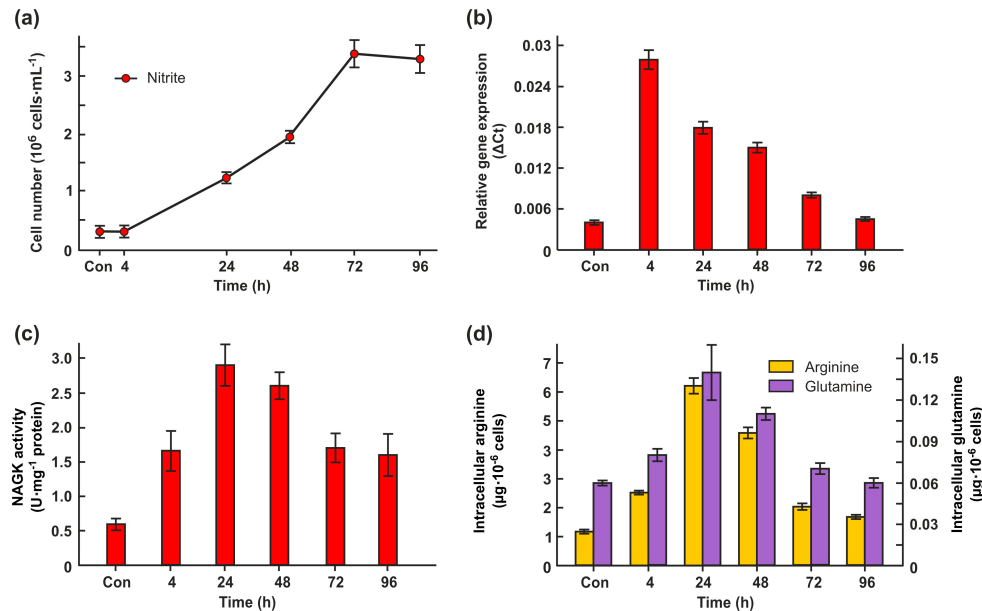 (a)
Cell number (10⁶ cells·mL⁻¹)
3
2
1
0
Nitrite
Con 4 24 48 72 96
Time (h)
(b)
Relative gene expression
(ΔCt)
0.03
0.024
0.018
0.012
0.006
0
Con 4 24 48 72 96
Time (h)
(c)
NAGK activity
(U·mg⁻¹ protein)
3.0
2.5
2.0
1.5
1.0
0.5
0
Con 4 24 48 72 96
Time (h)
(d)
Intracellular arginine
(µg·10⁻⁶ cells)
7
6
5
3
3
2
1
Arginine
Glutamine
0.15
0.12
0.09
0.06
0.03
0
Intracellular glutamine
(µg·10⁻⁶ cells)
Con 4 24 48 72 96
Time (h)